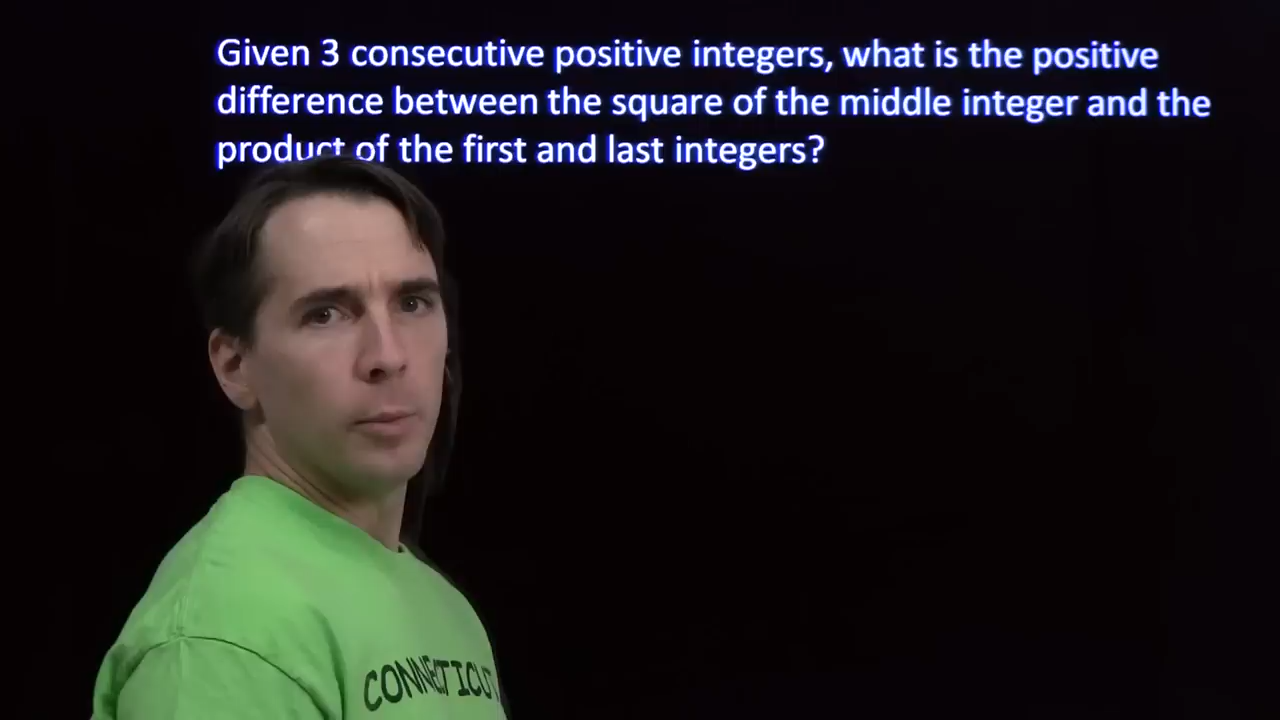 Given 3 consecutive positive integers, what is the positive
difference between the square of the middle integer and the
product of the first and last integers?
CONNECTICUT